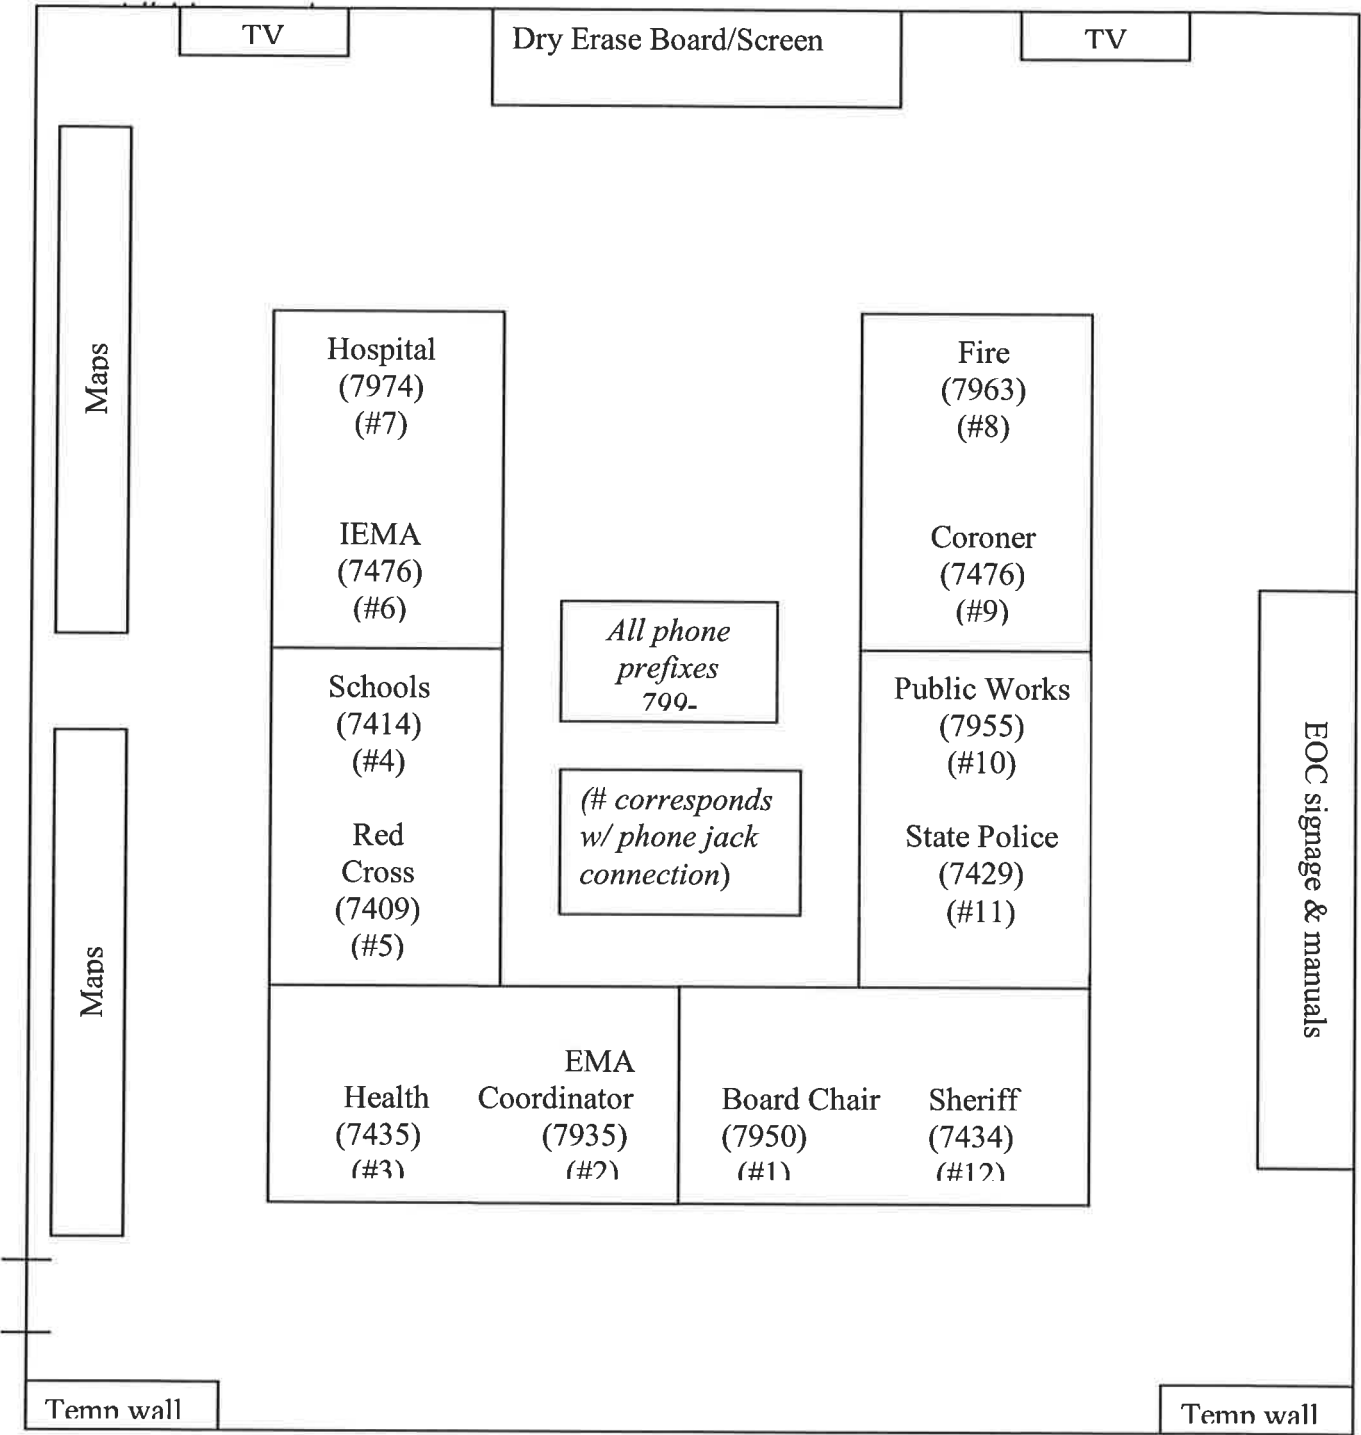 TV
Dry Erase Board/Screen
TV
Maps
Hospital
(7974)
(#7)
IEMA
(7476)
(#6)
Fire
(7963)
(#8)
Coroner
(7476)
(#9)
All phone
prefixes
799-
Schools
(7414)
(#4)
Red
Cross
(7409)
(#5)
(# corresponds
w/ phone jack
connection)
Public Works
(7955)
(#10)
State Police
(7429)
(#11)
EOC signage & manuals
Maps
Health
(7435)
(#3)
EMA
Coordinator
(7935)
(#2)
Board Chair
(7950)
(#1)
Sheriff
(7434)
(#12)
Temp wall
Temp wall